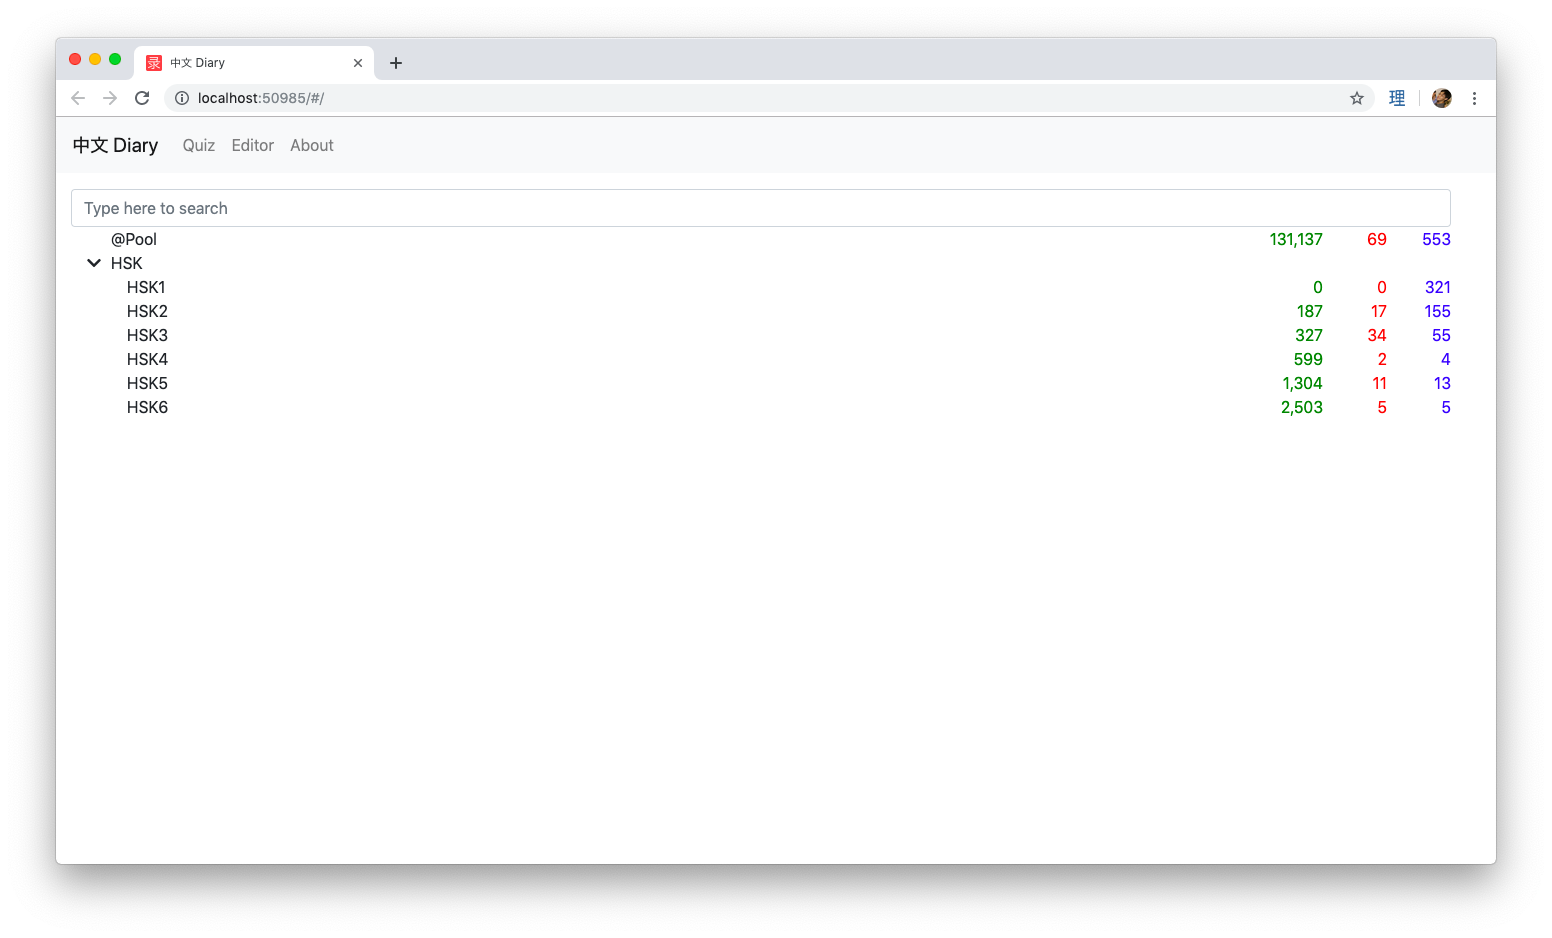 录 中文 Diary
localhost:50985/#/ 理
中文 Diary Quiz Editor About
Type here to search
@Pool 131,137 69 553
HSK
HSK1 0 0 321
HSK2 187 17 155
HSK3 327 34 55
HSK4 599 2 4
HSK5 1,304 11 13
HSK6 2,503 5 5